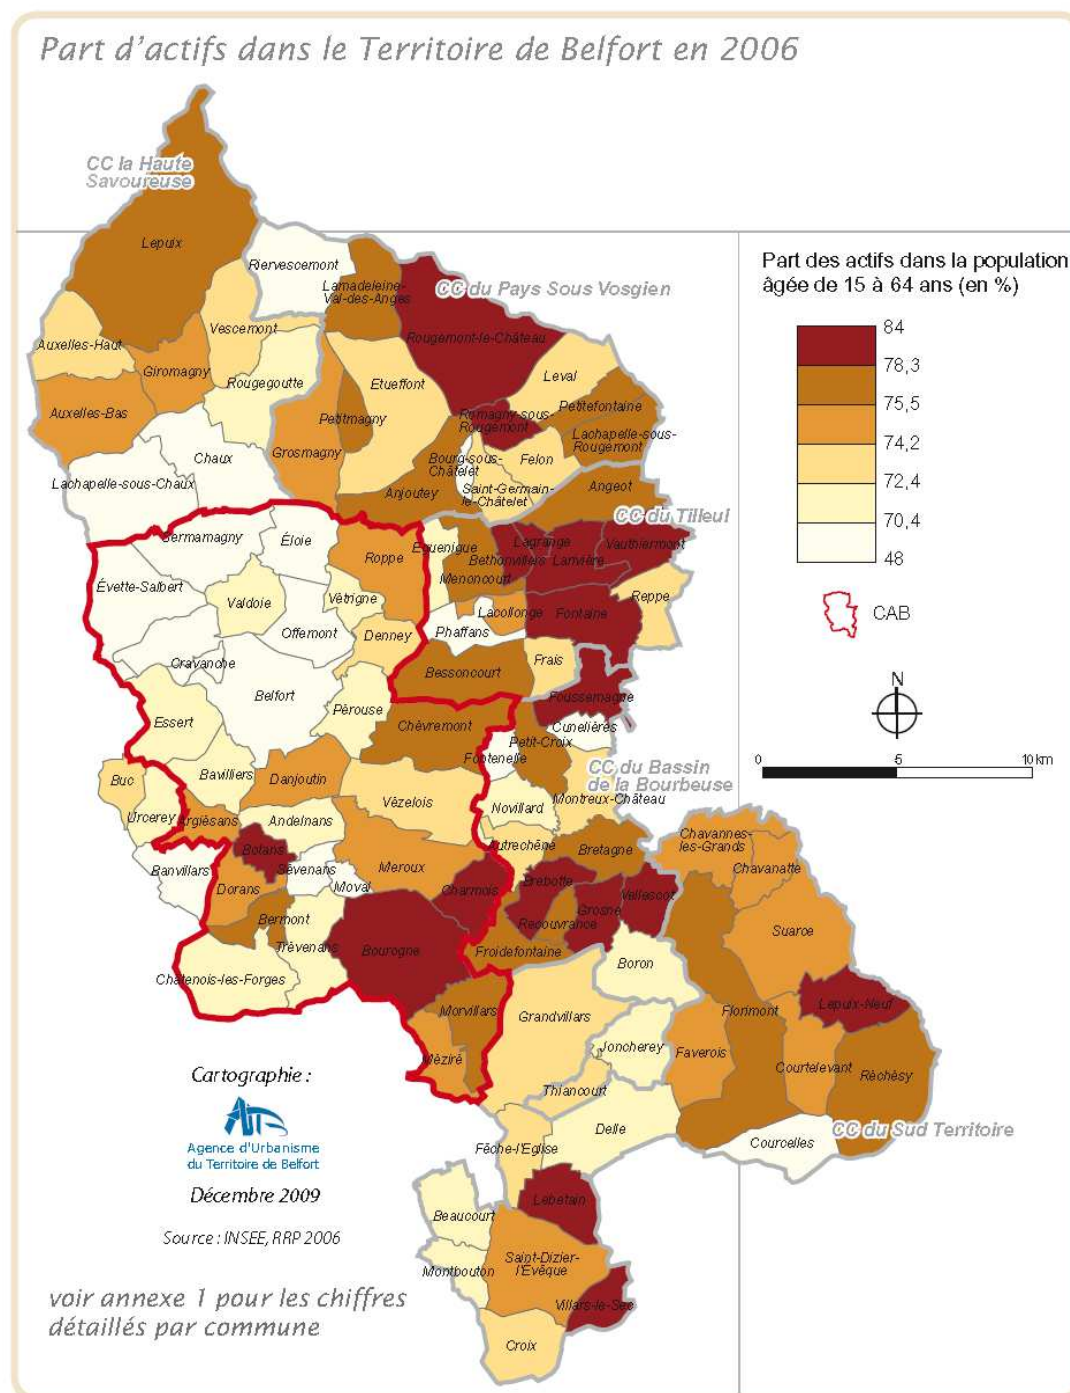 Part d'actifs dans le Territoire de Belfort en 2006
CC la Haute
Savoureuse
Lepuix
Riervescemont
Lamadeleine-
Val-des-Anges
CC du Pays Sous Vosgien
Rougemont-le-Château
Auxelles-Haut
Vescemont
Giromagny
Rougegoutte
Etueffont
Leval
Auxelles-Bas
Petitmagny
Romagny-sous-
Rougemont
Petitefontaine
Lachapelle-sous-
Rougemont
Grosmagny
Chaux
Bourg-sous-
Châtelet
Felon
Lachapelle-sous-Chaux
Anjoutey
Saint-Germain-
le-Châtelet
Angeot
CC du Tilleul
Sermamagny
Éloie
Roppe
Eguenigue
Lagrange
Vauthiermont
Bethonvilliers
Larivière
Menoncourt
Évette-Salbert
Valdoie
Vétrigne
Lacollonge
Fontaine
Reppe
Offemont
Denney
Phaffans
Cravanche
Bessoncourt
Frais
Belfort
Foussemagne
Essert
Pérouse
Chèvremont
Cunelières
Petit-Croix
Fontenelle
Buc
Bavilliers
Danjoutin
CC du Bassin
de la Bourbeuse
Vézelois
Montreux-Château
Novillard
Urcerey
Argiésans
Andelnans
Autrechêne
Bretagne
Chavannes-
les-Grands
Chavanatte
Botans
Banvillars
Sévenans
Meroux
Moval
Dorans
Charmois
Brebotte
Vellescot
Grosne
Recouvrance
Bermont
Bourogne
Suarce
Trévenans
Froidefontaine
Boron
Châtenois-les-Forges
Morvillars
Grandvillars
Florimont
Lepuix-Neuf
Joncherey
Faverois
Courtelevant
Réchésy
Méziré
Thiancourt
Delle
Courcelles
CC du Sud Territoire
Fêche-l'Eglise
Lebetain
Beaucourt
Saint-Dizier-
l'Evêque
Montbouton
Villars-le-Sec
Croix
Part des actifs dans la population
âgée de 15 à 64 ans (en %)
84
78,3
75,5
74,2
72,4
70,4
48
CAB
N
0 5 10 km
Cartographie :
Agence d'Urbanisme
du Territoire de Belfort
Décembre 2009
Source : INSEE, RRP 2006
voir annexe 1 pour les chiffres
détaillés par commune